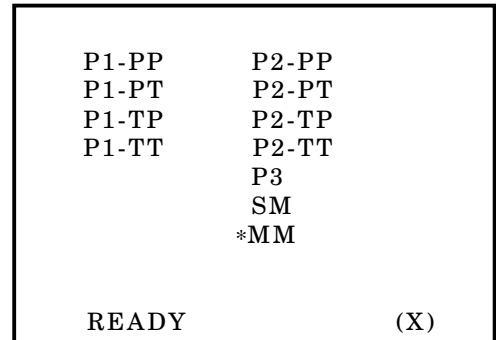 P1-PP P2-PP
P1-PT P2-PT
P1-TP P2-TP
P1-TT P2-TT
P3
SM
*MM
READY (X)